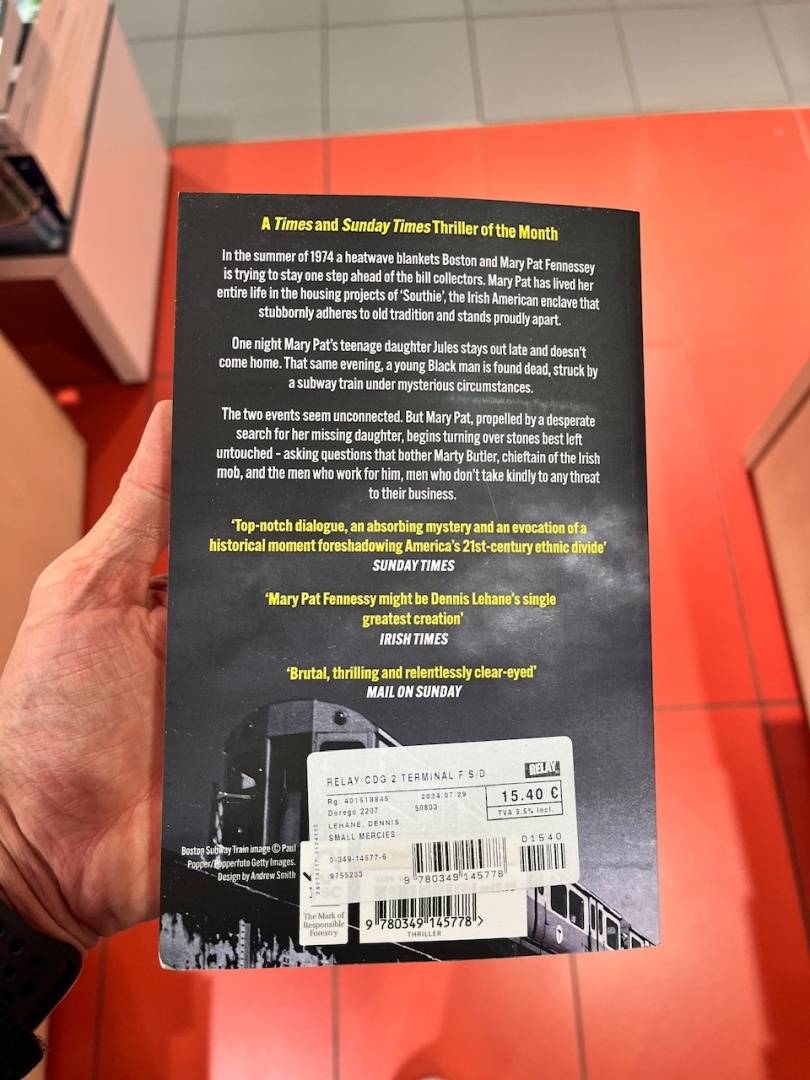 A Times and Sunday Times Thriller of the Month
In the summer of 1974 a heatwave blankets Boston and Mary Pat Fennessey
is trying to stay one step ahead of the bill collectors. Mary Pat has lived her
entire life in the housing projects of 'Southie', the Irish American enclave that
stubbornly adheres to old tradition and stands proudly apart.
One night Mary Pat's teenage daughter Jules stays out late and doesn't
come home. That same evening, a young Black man is found dead, struck by
a subway train under mysterious circumstances.
The two events seem unconnected. But Mary Pat, propelled by a desperate
search for her missing daughter, begins turning over stones best left
untouched – asking questions that bother Marty Butler, chieftain of the Irish
mob, and the men who work for him, men who don't take kindly to any threat
to their business.
'Top-notch dialogue, an absorbing mystery and an evocation of a
historical moment foreshadowing America's 21st-century ethnic divide'
SUNDAY TIMES
'Mary Pat Fennessy might be Dennis Lehane's single
greatest creation'
IRISH TIMES
'Brutal, thrilling and relentlessly clear-eyed'
MAIL ON SUNDAY
RELAY CDG 2 TERMINAL F S/D
RELAY
Rg. 401518845 2024/07/29
Dorego 2207 50803
15.40 €
TVA 5.5% incl.
LEHANE, DENNIS
SMALL MERCIES
01540
0-349-14577-6
9755233
9 780349 145778
Boston Subway Train image © Paul
Popper/Popperfoto Getty Images.
Design by Andrew Smith
The Mark of
Responsible
Forestry
9 780349 145778 >
THRILLER
T